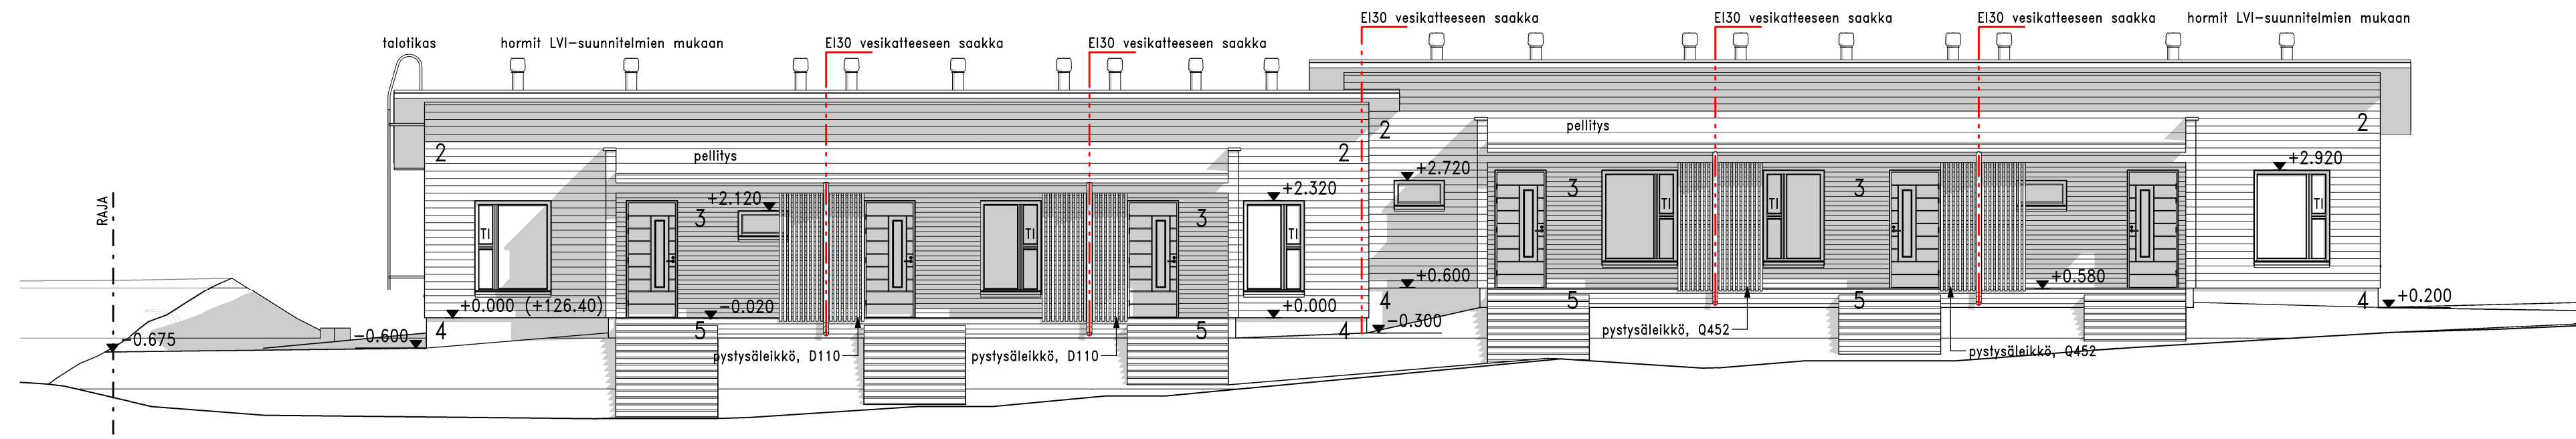 EI30 vesikatteeseen saakka
EI30 vesikatteeseen saakka
EI30 vesikatteeseen saakka
hormit LVI-suunnitelmien mukaan
talotikas
hormit LVI-suunnitelmien mukaan
EI30 vesikatteeseen saakka
EI30 vesikatteeseen saakka
2
pellitys
2
2
pellitys
2
RAJA
+2.120
+2.320
+2.720
+2.920
3
3
3
3
TI
TI
TI
TI
TI
TI
+0.000 (+126.40)
-0.020
+0.000
+0.600
+0.580
+0.200
4
5
5
4
4
5
5
4
-0.675
-0.600
-0.300
pystysäleikkö, D110
pystysäleikkö, D110
pystysäleikkö, Q452
pystysäleikkö, Q452